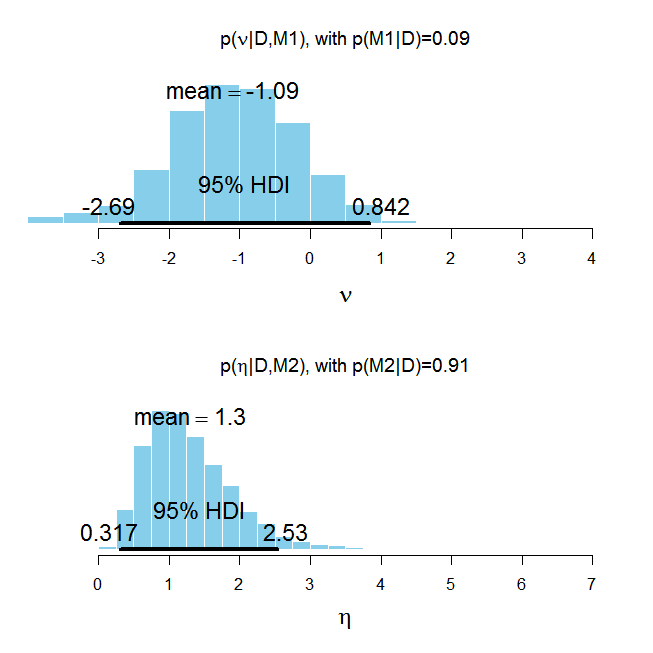 p(ν|D,M1), with p(M1|D)=0.09
mean = -1.09
95% HDI
-2.69 0.842
-3 -2 -1 0 1 2 3 4
ν
p(η|D,M2), with p(M2|D)=0.91
mean = 1.3
95% HDI
0.317 2.53
0 1 2 3 4 5 6 7
η